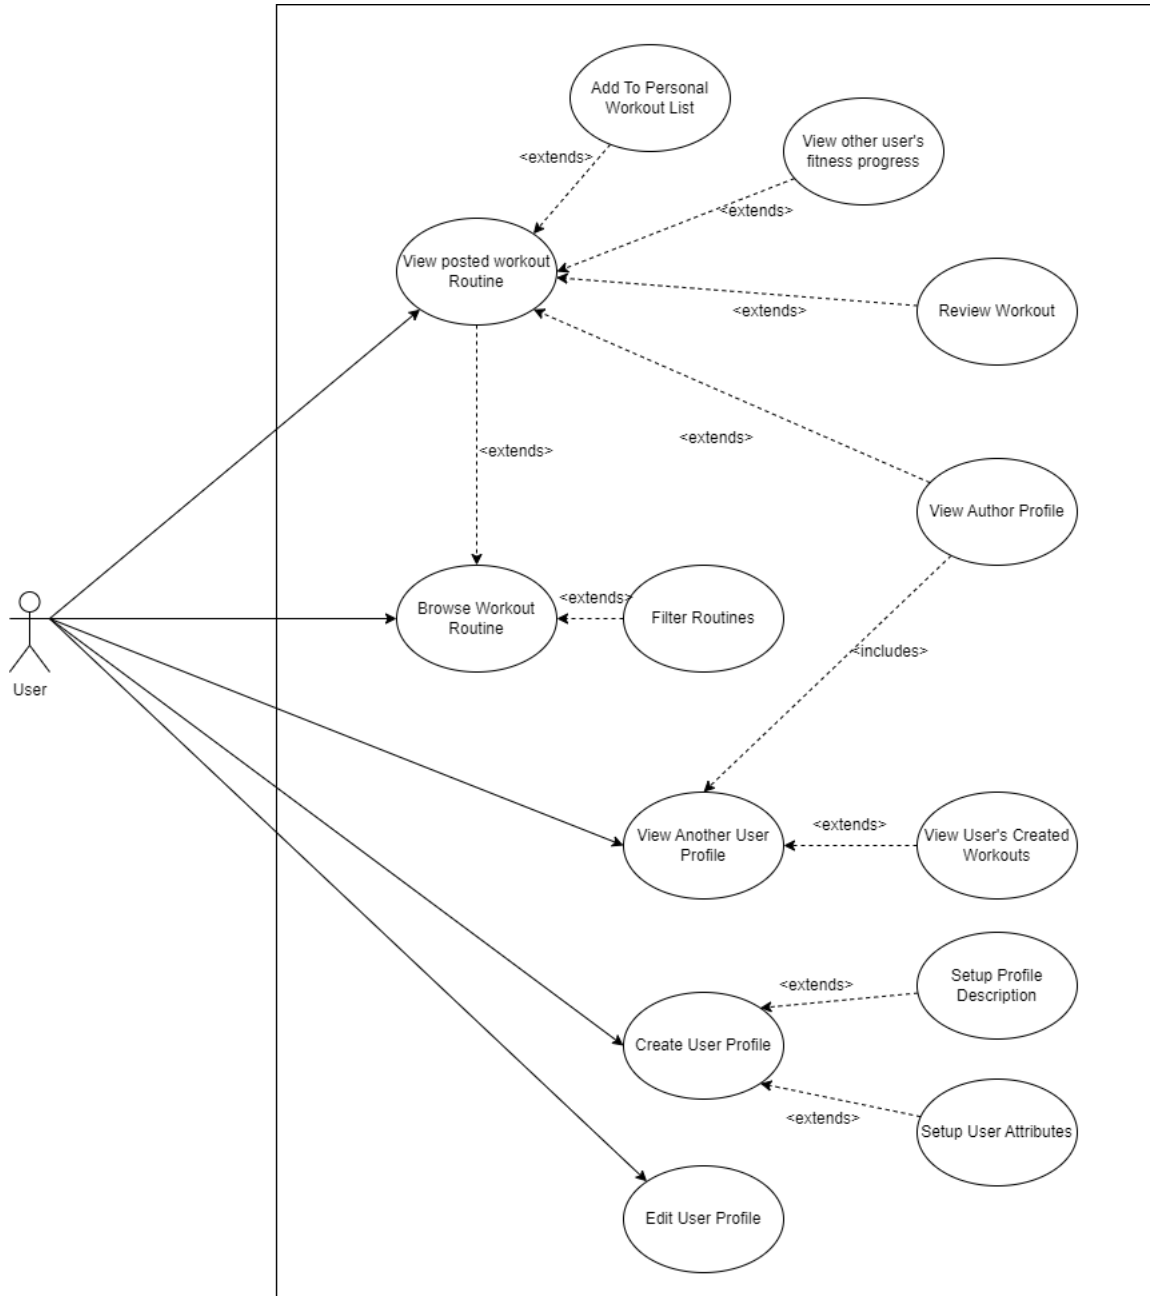 Add To Personal
Workout List
<extends>
View other user's
fitness progress
<extends>
View posted workout
Routine
<extends>
Review Workout
<extends>
<extends>
View Author Profile
Browse Workout
Routine
<extends>
Filter Routines
<includes>
User
View Another User
Profile
<extends>
View User's Created
Workouts
<extends>
Setup Profile
Description
Create User Profile
<extends>
Setup User Attributes
Edit User Profile